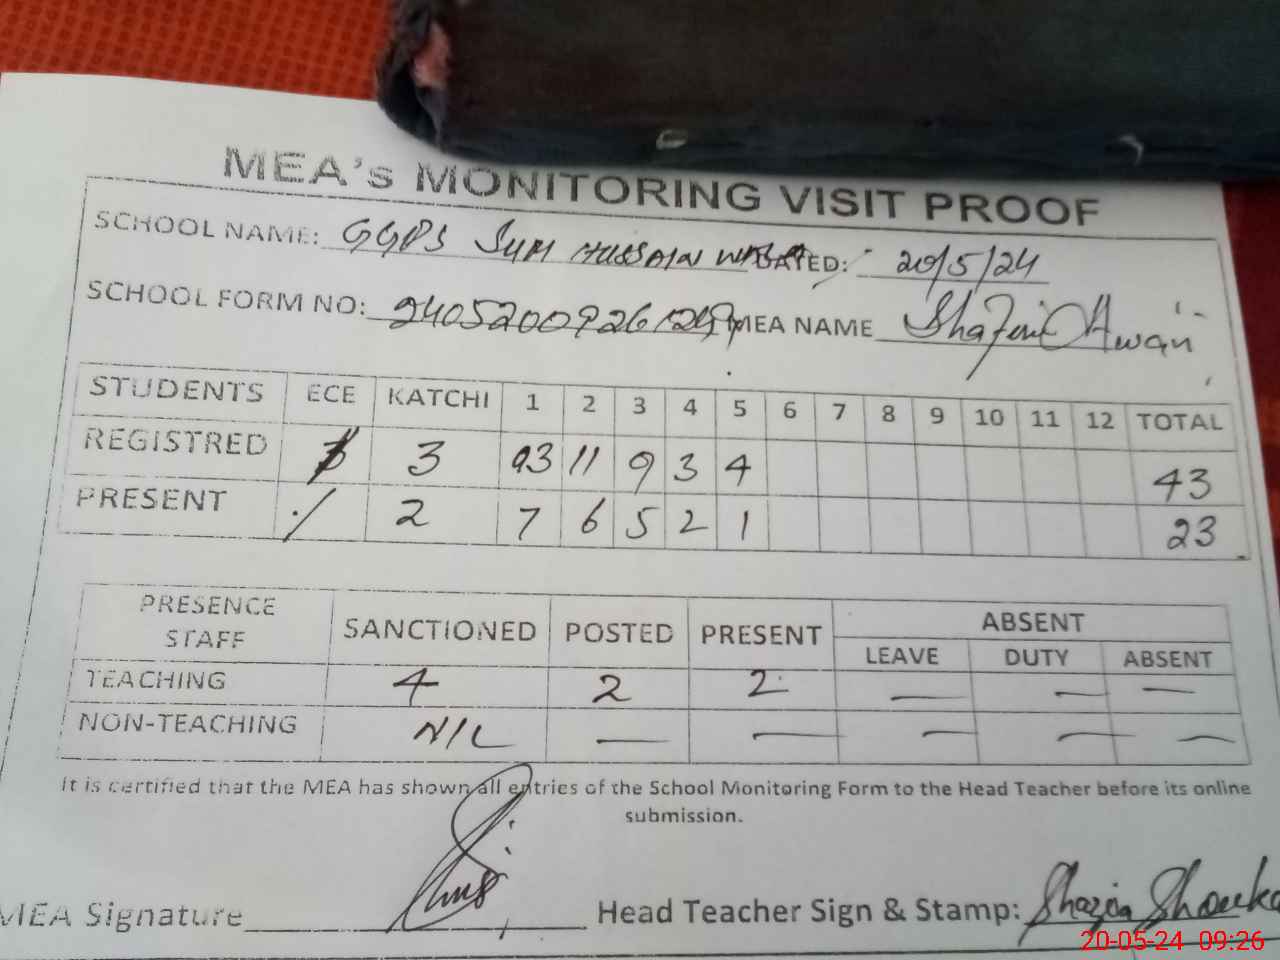 MEA's MONITORING VISIT PROOF
SCHOOL NAME: GGPS HUSSAIN DATED: 20/5/24
SCHOOL FORM NO: MEA NAME Awan
STUDENTS ECE KATCHI 1 2 3 4 5 6 7 8 9 10 11 12 TOTAL
REGISTRED 3 11 9 3 4 43
PRESENT 2 7 6 5 2 1 23
PRESENCE STAFF SANCTIONED POSTED PRESENT ABSENT
LEAVE DUTY ABSENT
TEACHING 4 2 2 — — —
NON-TEACHING NIL — — — — —
It is certified that the MEA has shown all entries of the School Monitoring Form to the Head Teacher before its online
submission.
MEA Signature Head Teacher Sign & Stamp: Shazia
20-05-24 09:26